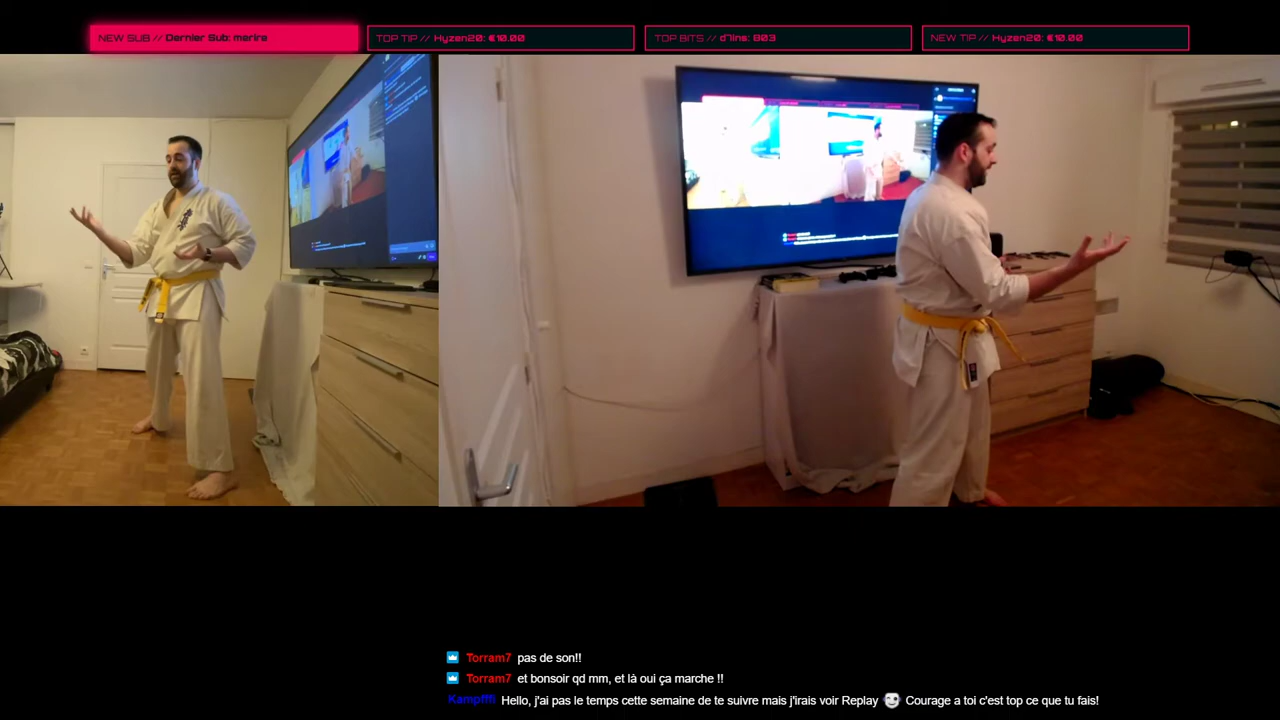 NEW SUB // Dernier Sub: merire
TOP TIP // Hyzen20: €10.00
TOP BITS // d7ins: 803
NEW TIP // Hyzen20: €10.00
Torram7 pas de son!!
Torram7 et bonsoir qd mm, et là oui ça marche !!
Kampfffi Hello, j'ai pas le temps cette semaine de te suivre mais j'irais voir Replay Courage a toi c'est top ce que tu fais!